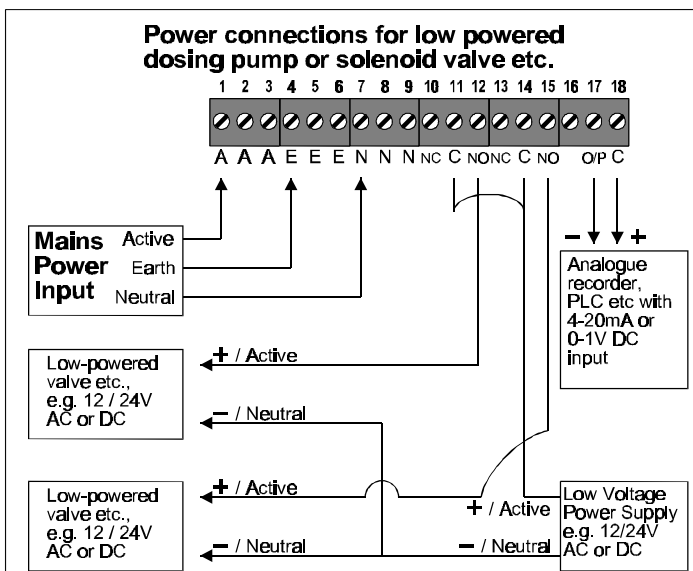 Power connections for low powered
dosing pump or solenoid valve etc.
1 2 3 4 5 6 7 8 9 10 11 12 13 14 15 16 17 18
A A A E E E N N N NC C NO NC C NO O/P C
Mains
Power
Input
Active
Earth
Neutral
− +
Analogue
recorder,
PLC etc with
4-20mA or
0-1V DC
input
Low-powered
valve etc.,
e.g. 12 / 24V
AC or DC
+ / Active
− / Neutral
Low-powered
valve etc.,
e.g. 12 / 24V
AC or DC
+ / Active
− / Neutral
+ / Active
− / Neutral
Low Voltage
Power Supply
e.g. 12/24V
AC or DC